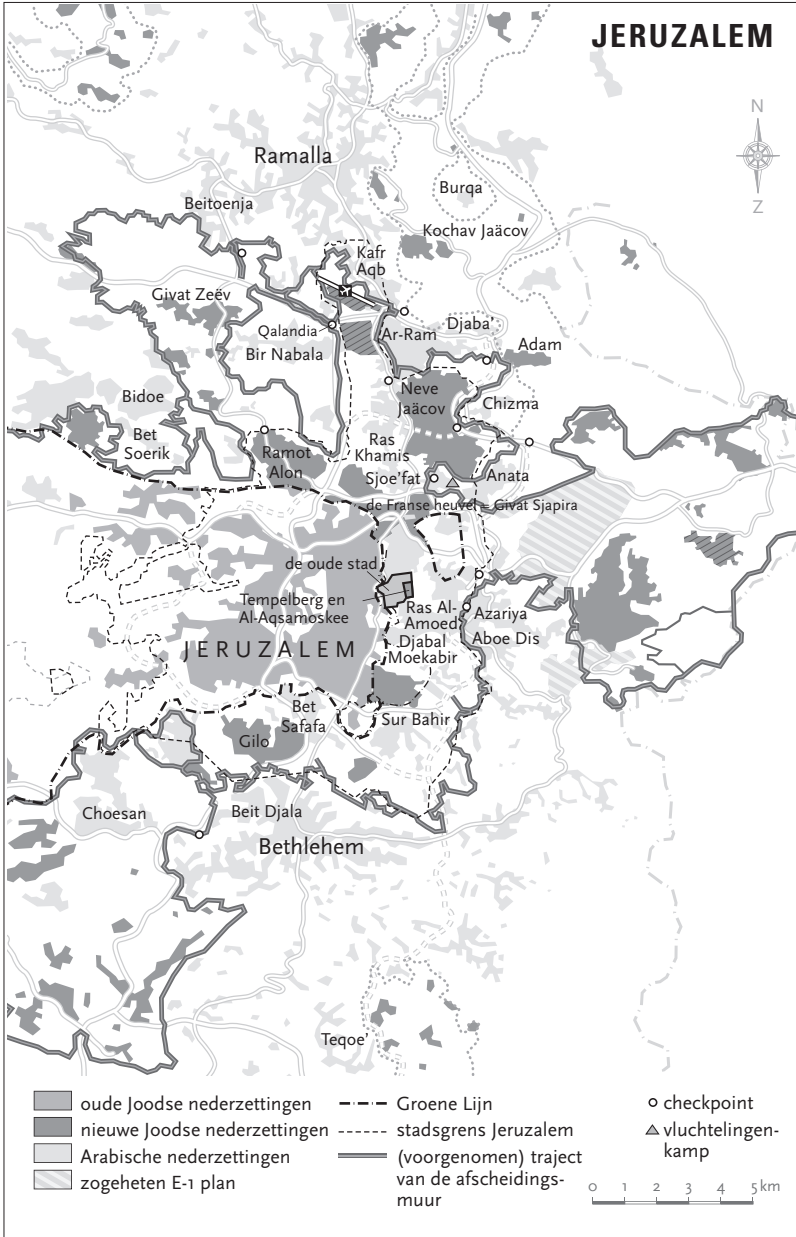 JERUZALEM
N
Z
Ramalla
Burqa
Beitoenja
Kochav Jaäcov
Kafr
Aqb
Givat Zeëv
Qalandia
Bir Nabala
Ar-Ram
Djaba'
Adam
Bidoe
Bet
Soerik
Neve
Jaäcov
Chizma
Ramot
Alon
Ras
Khamis
Sjoe'fat
Anata
de Franse heuvel = Givat Sjapira
de oude stad
Tempelberg en
Al-Aqsamoskee
Ras Al-
Amoed
Azariya
Djabal
Moekabir
Aboe Dis
JERUZALEM
Bet
Safafa
Sur Bahir
Gilo
Choesan
Beit Djala
Bethlehem
Teqoe'
oude Joodse nederzettingen
nieuwe Joodse nederzettingen
Arabische nederzettingen
zogeheten E-1 plan
Groene Lijn
stadsgrens Jeruzalem
(voorgenomen) traject
van de afscheidings-
muur
checkpoint
vluchtelingen-
kamp
0 1 2 3 4 5 km